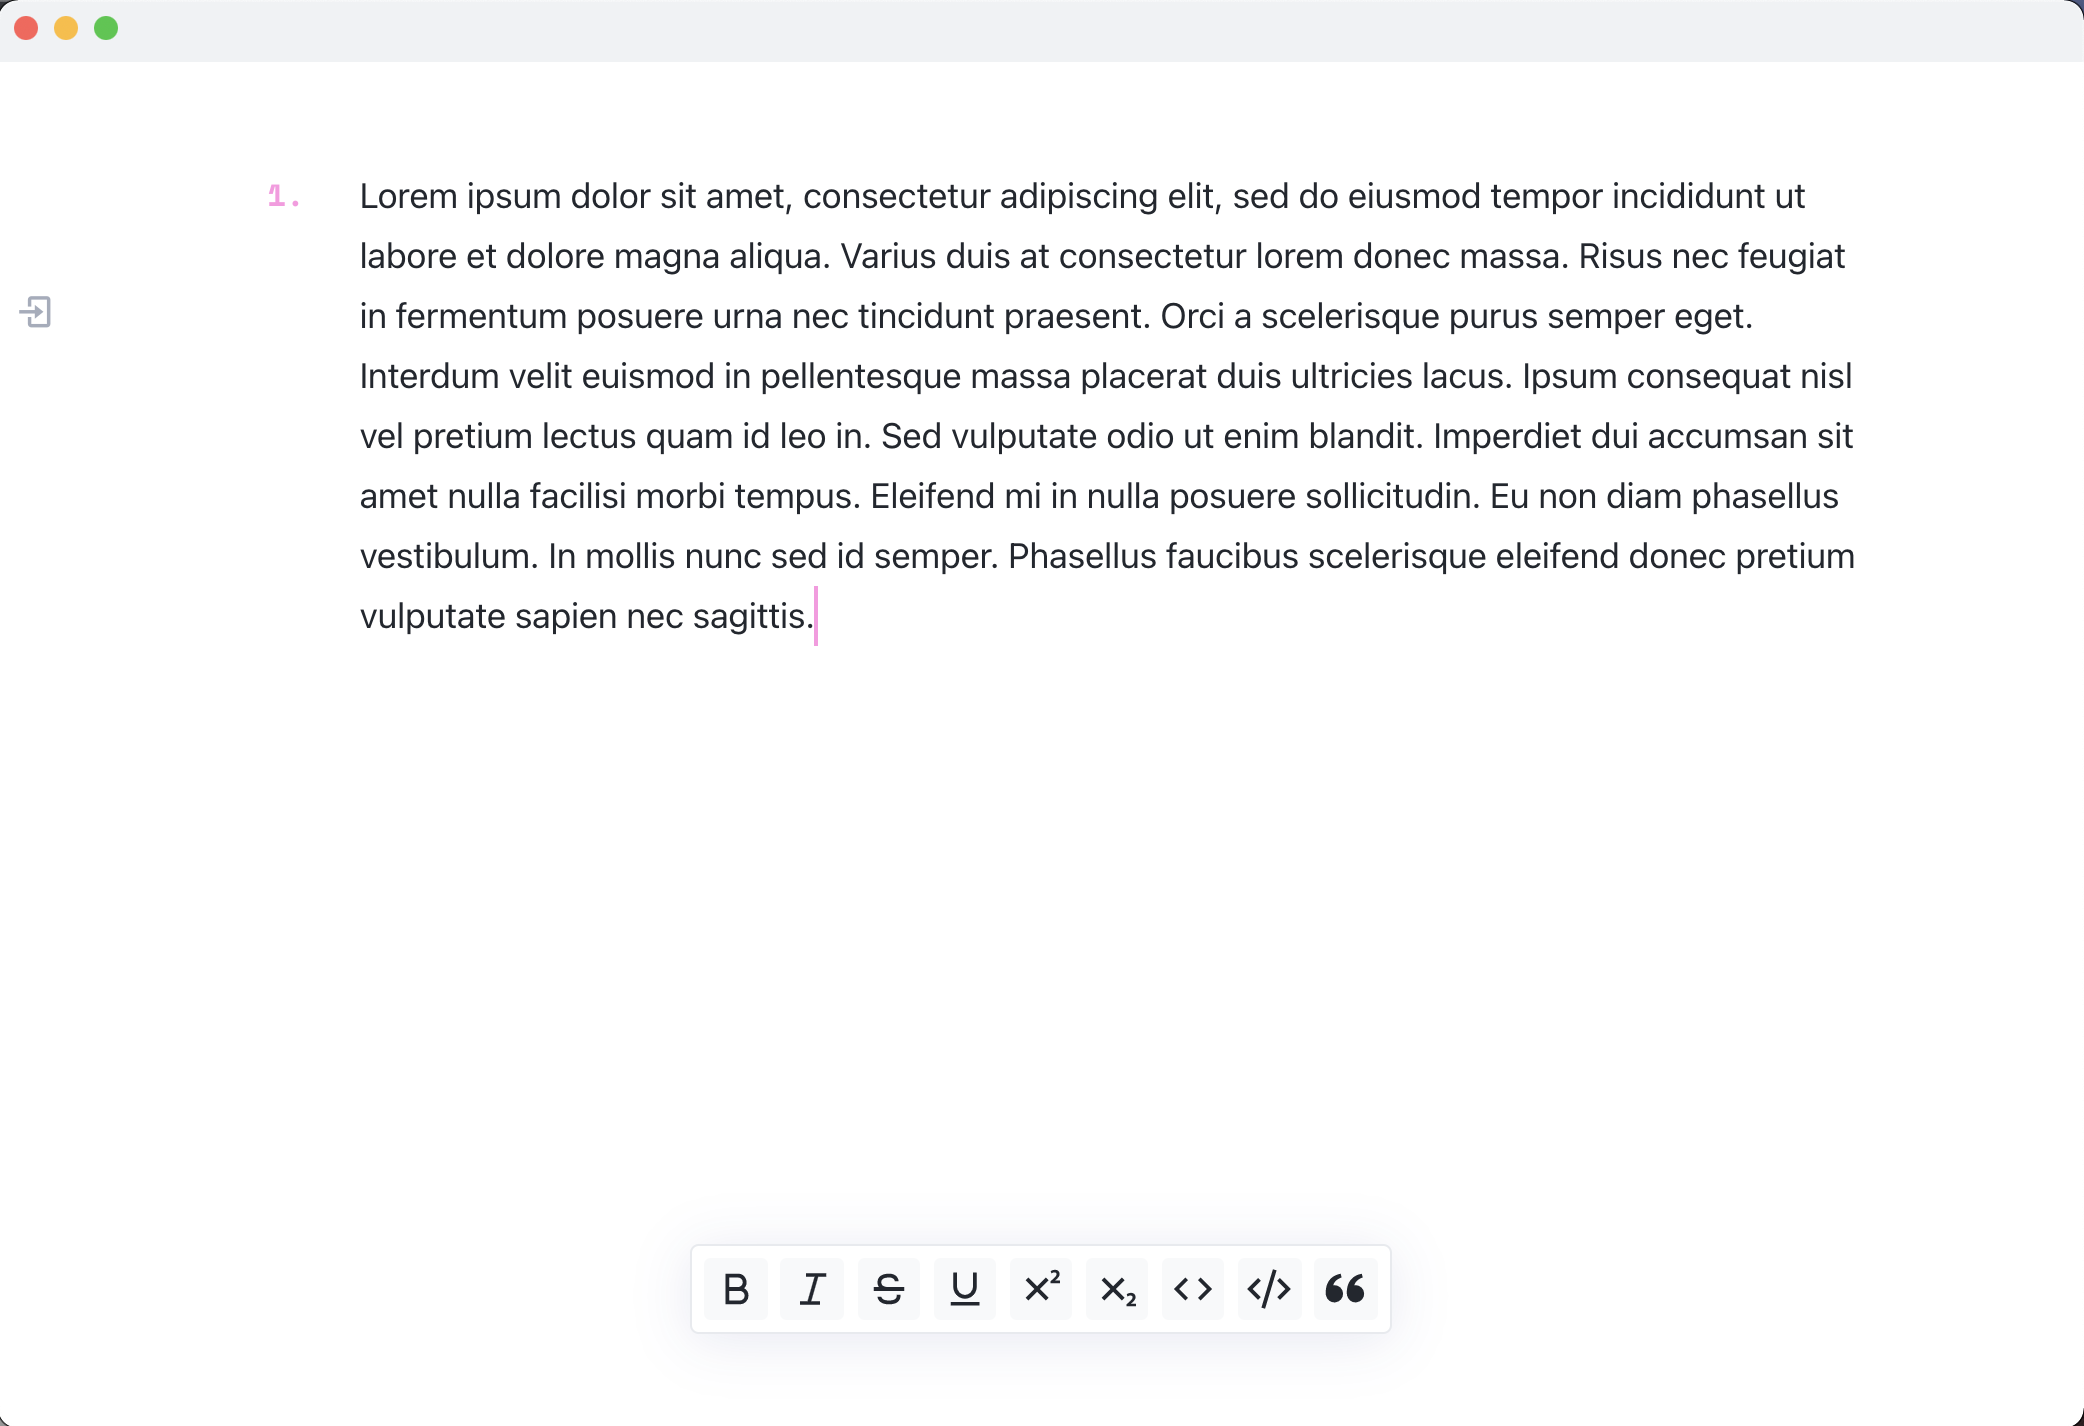 1. Lorem ipsum dolor sit amet, consectetur adipiscing elit, sed do eiusmod tempor incididunt ut
labore et dolore magna aliqua. Varius duis at consectetur lorem donec massa. Risus nec feugiat
in fermentum posuere urna nec tincidunt praesent. Orci a scelerisque purus semper eget.
Interdum velit euismod in pellentesque massa placerat duis ultricies lacus. Ipsum consequat nisl
vel pretium lectus quam id leo in. Sed vulputate odio ut enim blandit. Imperdiet dui accumsan sit
amet nulla facilisi morbi tempus. Eleifend mi in nulla posuere sollicitudin. Eu non diam phasellus
vestibulum. In mollis nunc sed id semper. Phasellus faucibus scelerisque eleifend donec pretium
vulputate sapien nec sagittis.
B I S U x² x₂ <> </> “